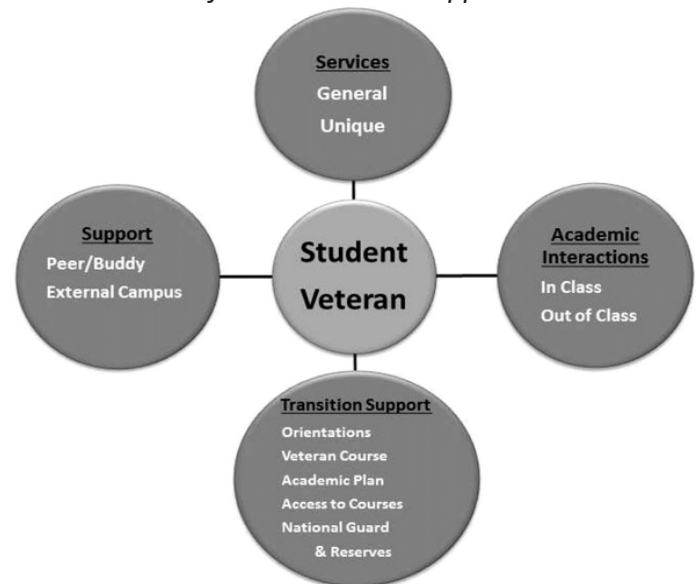 Services
General
Unique
Support
Peer/Buddy
External Campus
Student
Veteran
Academic
Interactions
In Class
Out of Class
Transition Support
Orientations
Veteran Course
Academic Plan
Access to Courses
National Guard
& Reserves